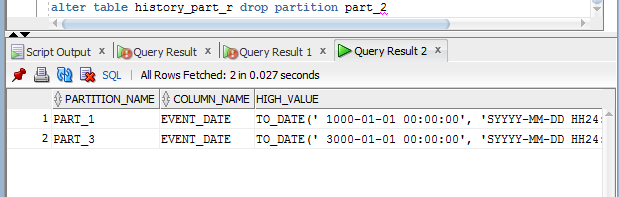 alter table history_part_r drop partition part_2
Script Output x Query Result x Query Result 1 x Query Result 2 x
SQL | All Rows Fetched: 2 in 0.027 seconds
PARTITION_NAME COLUMN_NAME HIGH_VALUE
1 PART_1 EVENT_DATE TO_DATE(' 1000-01-01 00:00:00', 'SYYYY-MM-DD HH24:
2 PART_3 EVENT_DATE TO_DATE(' 3000-01-01 00:00:00', 'SYYYY-MM-DD HH24: